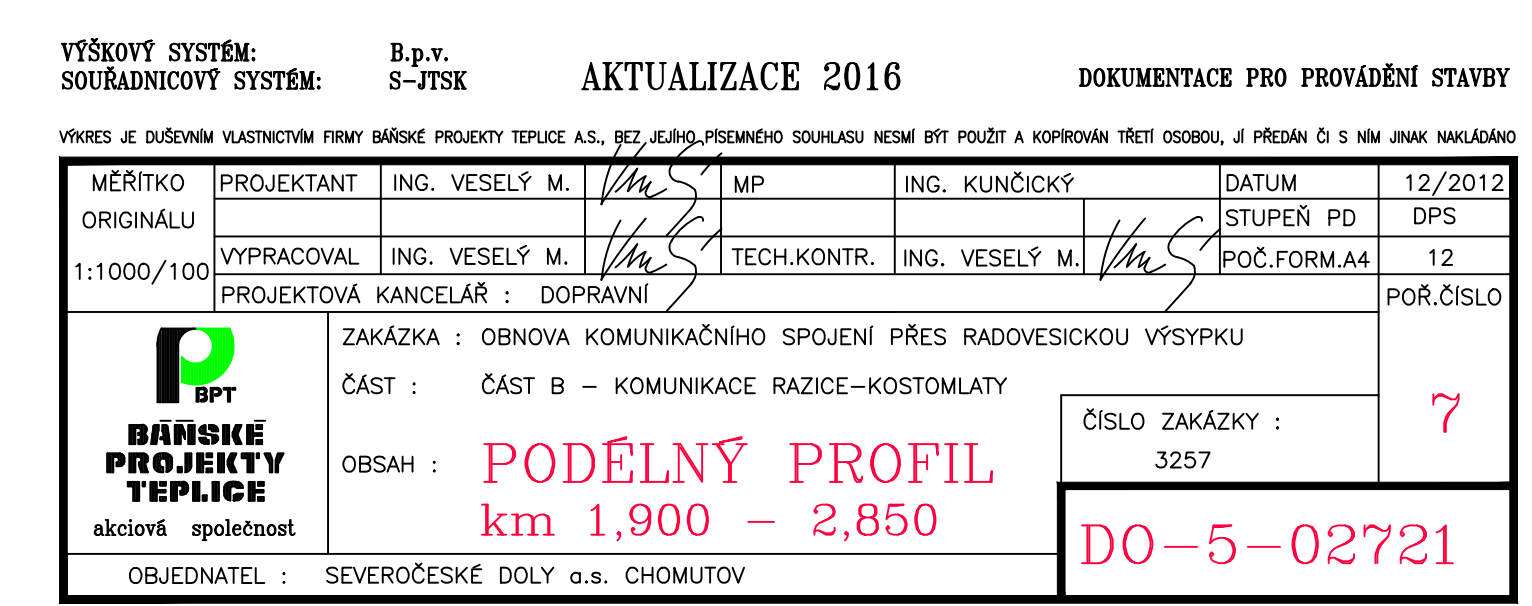 VÝŠKOVÝ SYSTÉM: B.p.v.
SOUŘADNICOVÝ SYSTÉM: S-JTSK
AKTUALIZACE 2016
DOKUMENTACE PRO PROVÁDĚNÍ STAVBY
VÝKRES JE DUŠEVNÍM VLASTNICTVÍM FIRMY BÁŇSKÉ PROJEKTY TEPLICE A.S., BEZ JEJÍHO PÍSEMNÉHO SOUHLASU NESMÍ BÝT POUŽIT A KOPÍROVÁN TŘETÍ OSOBOU, JÍ PŘEDÁN ČI S NÍM JINAK NAKLÁDÁNO
MĚŘÍTKO ORIGINÁLU
1:1000/100
PROJEKTANT ING. VESELÝ M. MP ING. KUNČICKÝ DATUM 12/2012
STUPEŇ PD DPS
VYPRACOVAL ING. VESELÝ M. TECH.KONTR. ING. VESELÝ M. POČ.FORM.A4 12
PROJEKTOVÁ KANCELÁŘ : DOPRAVNÍ
POŘ.ČÍSLO
7
BPT
BÁŇSKÉ
PROJEKTY
TEPLICE
akciová společnost
ZAKÁZKA : OBNOVA KOMUNIKAČNÍHO SPOJENÍ PŘES RADOVESICKOU VÝSYPKU
ČÁST : ČÁST B – KOMUNIKACE RAZICE–KOSTOMLATY
OBSAH : PODÉLNÝ PROFIL
km 1,900 – 2,850
ČÍSLO ZAKÁZKY :
3257
DO-5-02721
OBJEDNATEL : SEVEROČESKÉ DOLY a.s. CHOMUTOV